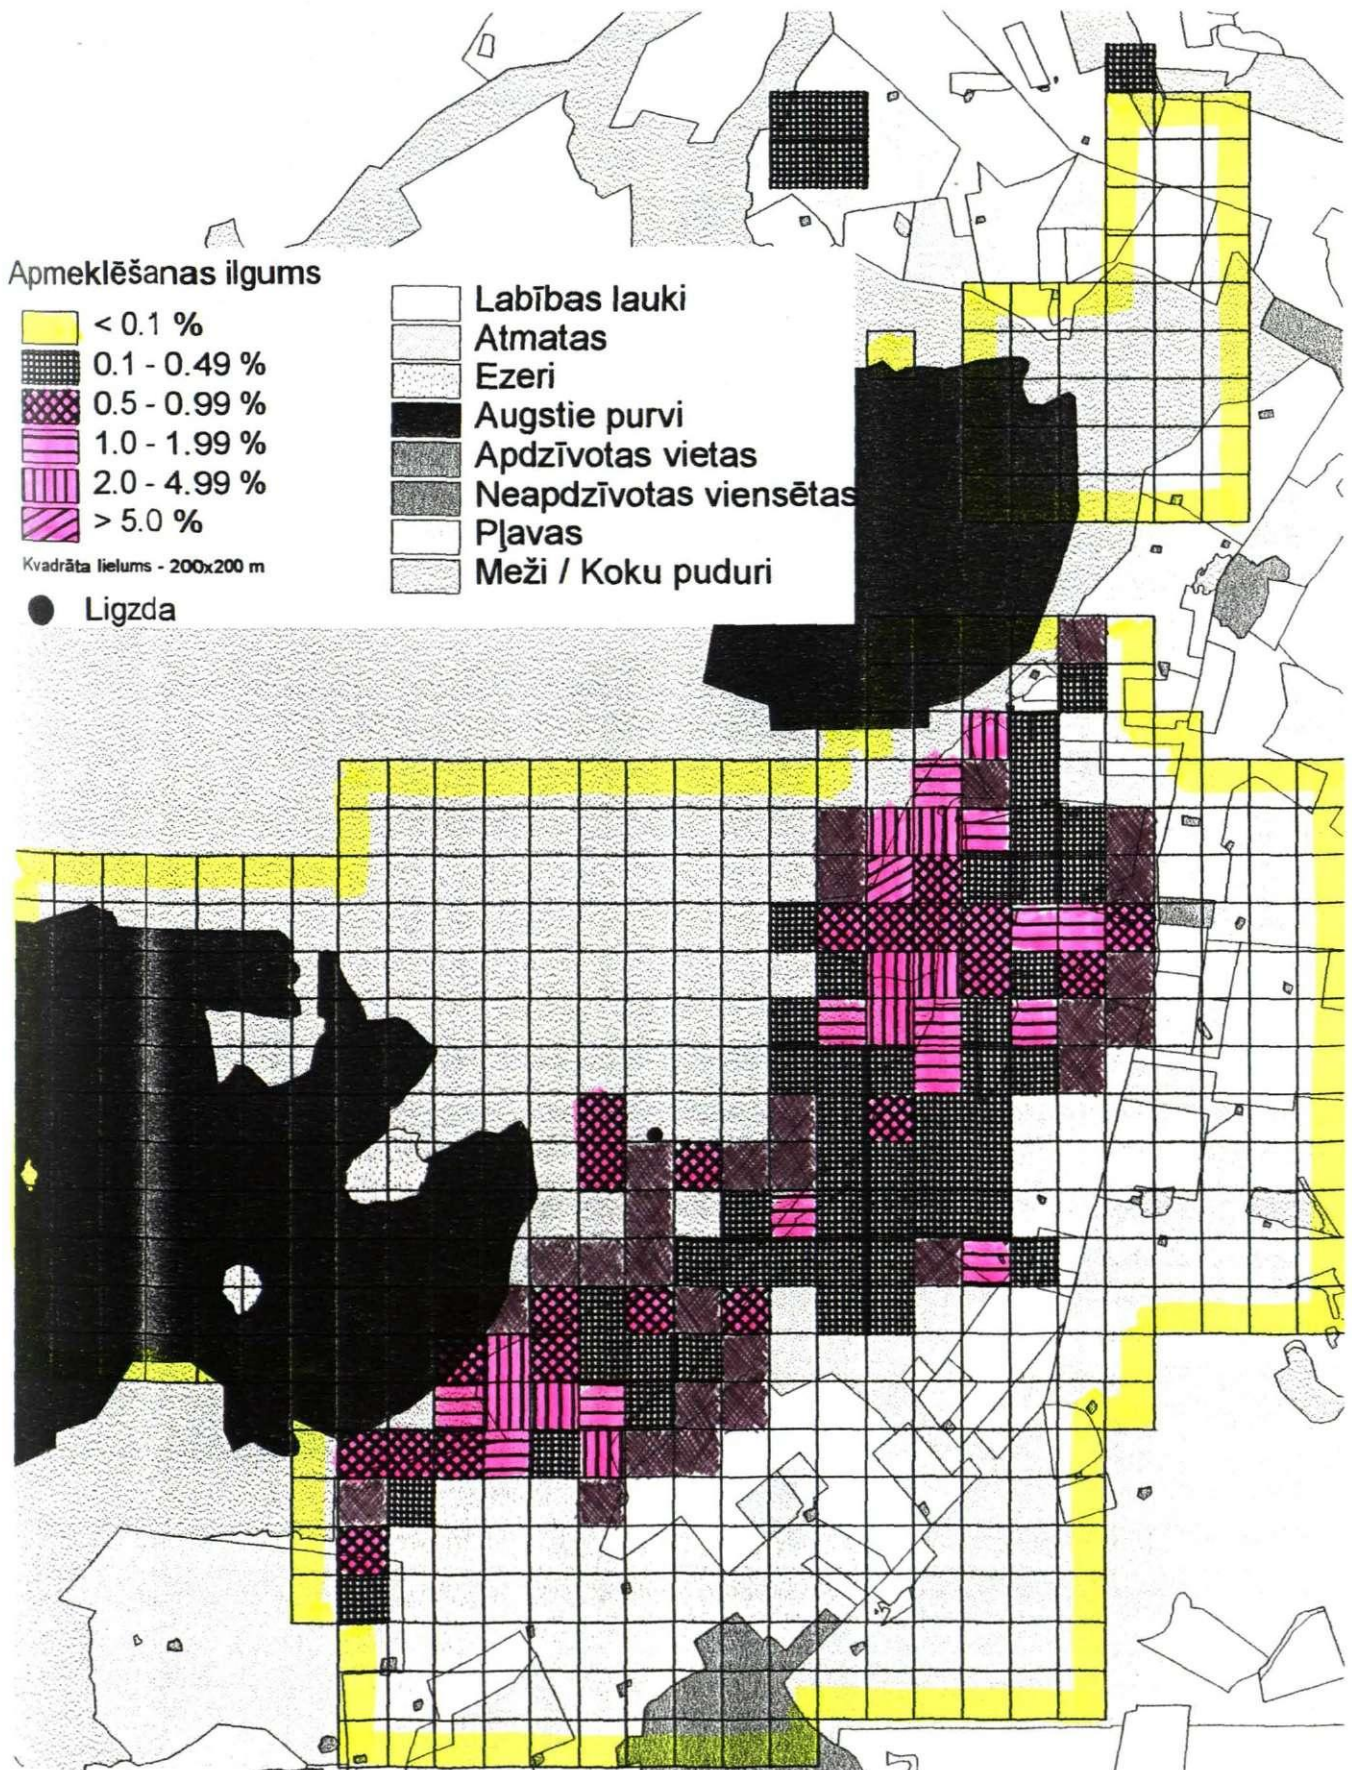 Apmeklēšanas ilgums
< 0.1 %
0.1 - 0.49 %
0.5 - 0.99 %
1.0 - 1.99 %
2.0 - 4.99 %
> 5.0 %
Kvadrāta lielums - 200x200 m
Ligzda
Labības lauki
Atmatas
Ezeri
Augstie purvi
Apdzīvotas vietas
Neapdzīvotas viensētas
Pļavas
Meži / Koku puduri